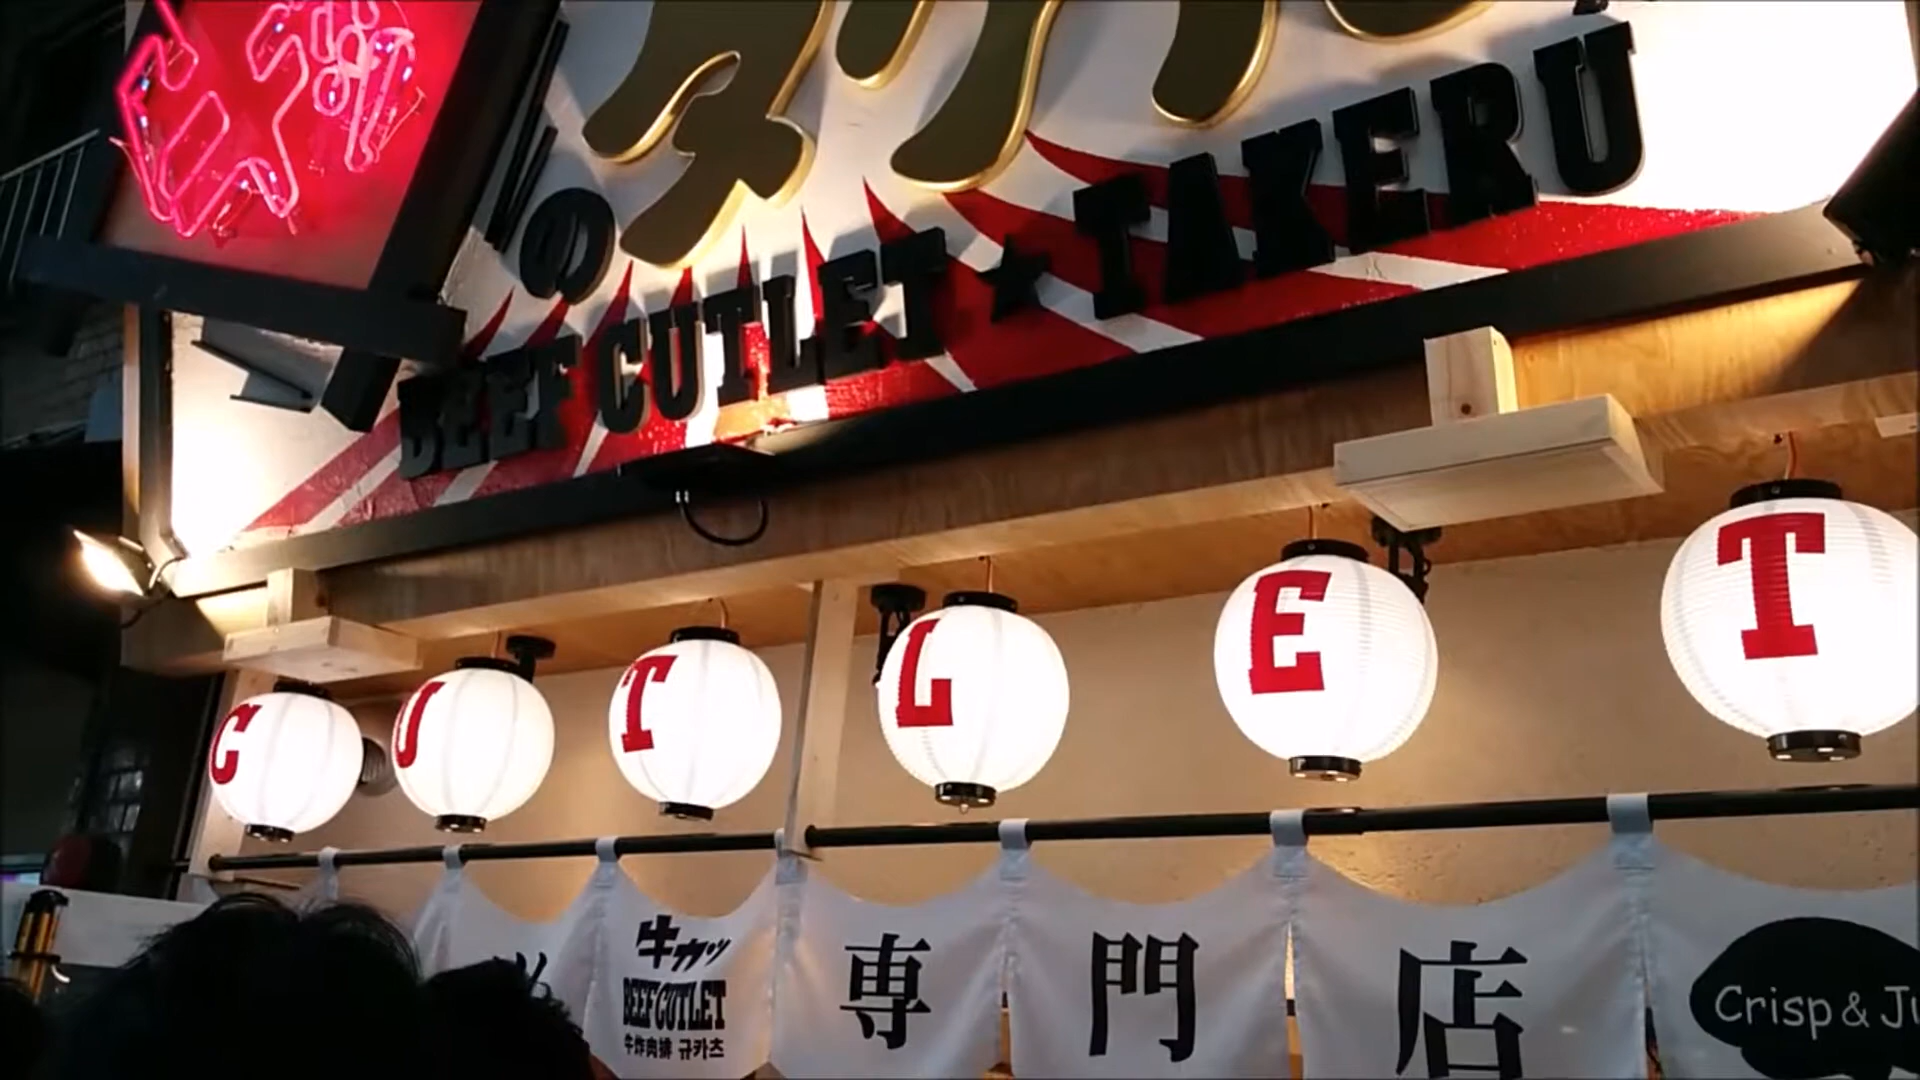 の
BEEF CUTLET★TAKERU
C U T L E T
牛カツ
BEEF CUTLET
牛炸肉排 규카츠
専門店
Crisp & Ju